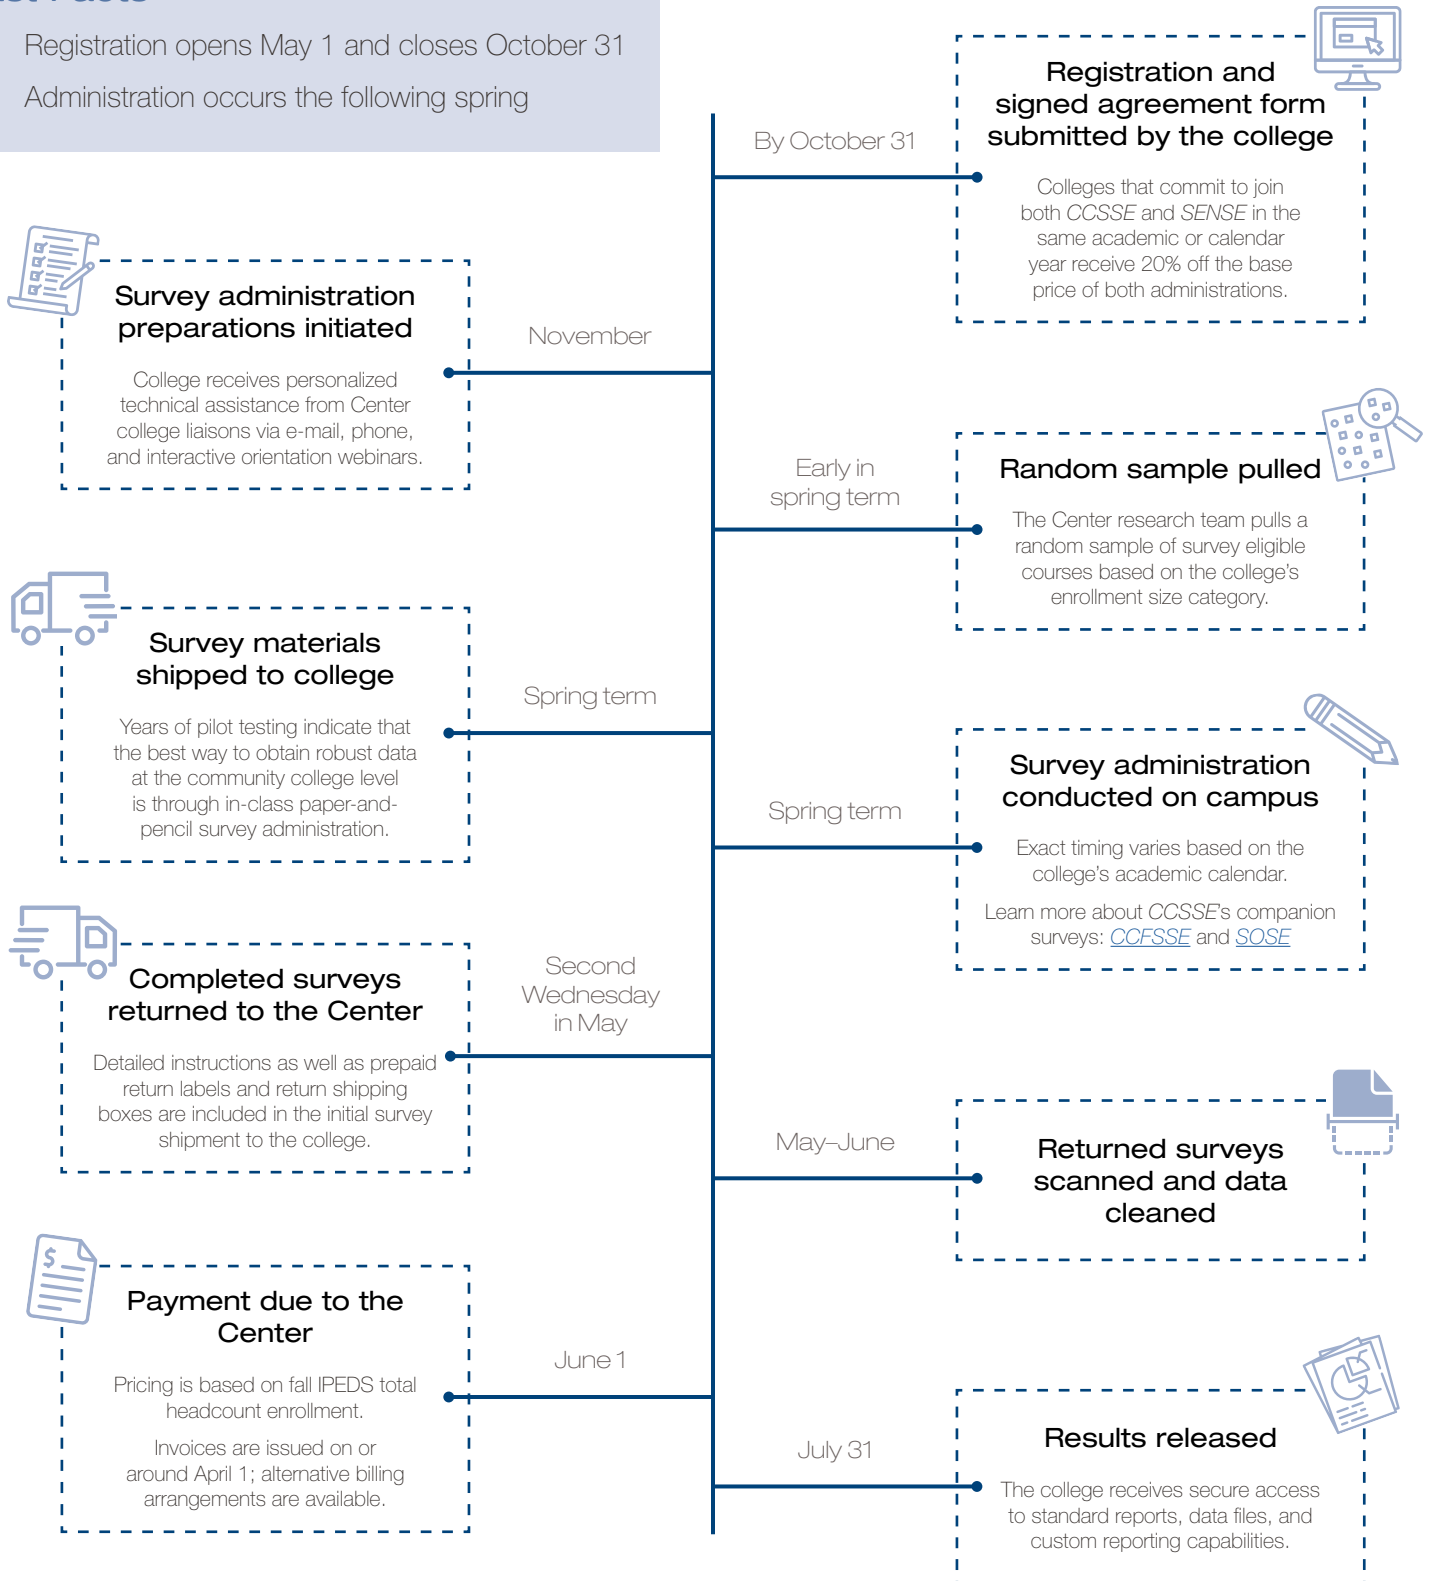 Facts
Registration opens May 1 and closes October 31
Administration occurs the following spring
By October 31
Registration and
signed agreement form
submitted by the college
Colleges that commit to join
both CCSSE and SENSE in the
same academic or calendar
year receive 20% off the base
price of both administrations.
Survey administration
preparations initiated
College receives personalized
technical assistance from Center
college liaisons via e-mail, phone,
and interactive orientation webinars.
November
Early in
spring term
Random sample pulled
The Center research team pulls a
random sample of survey eligible
courses based on the college's
enrollment size category.
Survey materials
shipped to college
Years of pilot testing indicate that
the best way to obtain robust data
at the community college level
is through in-class paper-and-
pencil survey administration.
Spring term
Spring term
Survey administration
conducted on campus
Exact timing varies based on the
college's academic calendar.
Learn more about CCSSE's companion
surveys: CCFSSE and SOSE
Completed surveys
returned to the Center
Detailed instructions as well as prepaid
return labels and return shipping
boxes are included in the initial survey
shipment to the college.
Second
Wednesday
in May
May–June
Returned surveys
scanned and data
cleaned
$
Payment due to the
Center
Pricing is based on fall IPEDS total
headcount enrollment.
Invoices are issued on or
around April 1; alternative billing
arrangements are available.
June 1
July 31
Results released
The college receives secure access
to standard reports, data files, and
custom reporting capabilities.